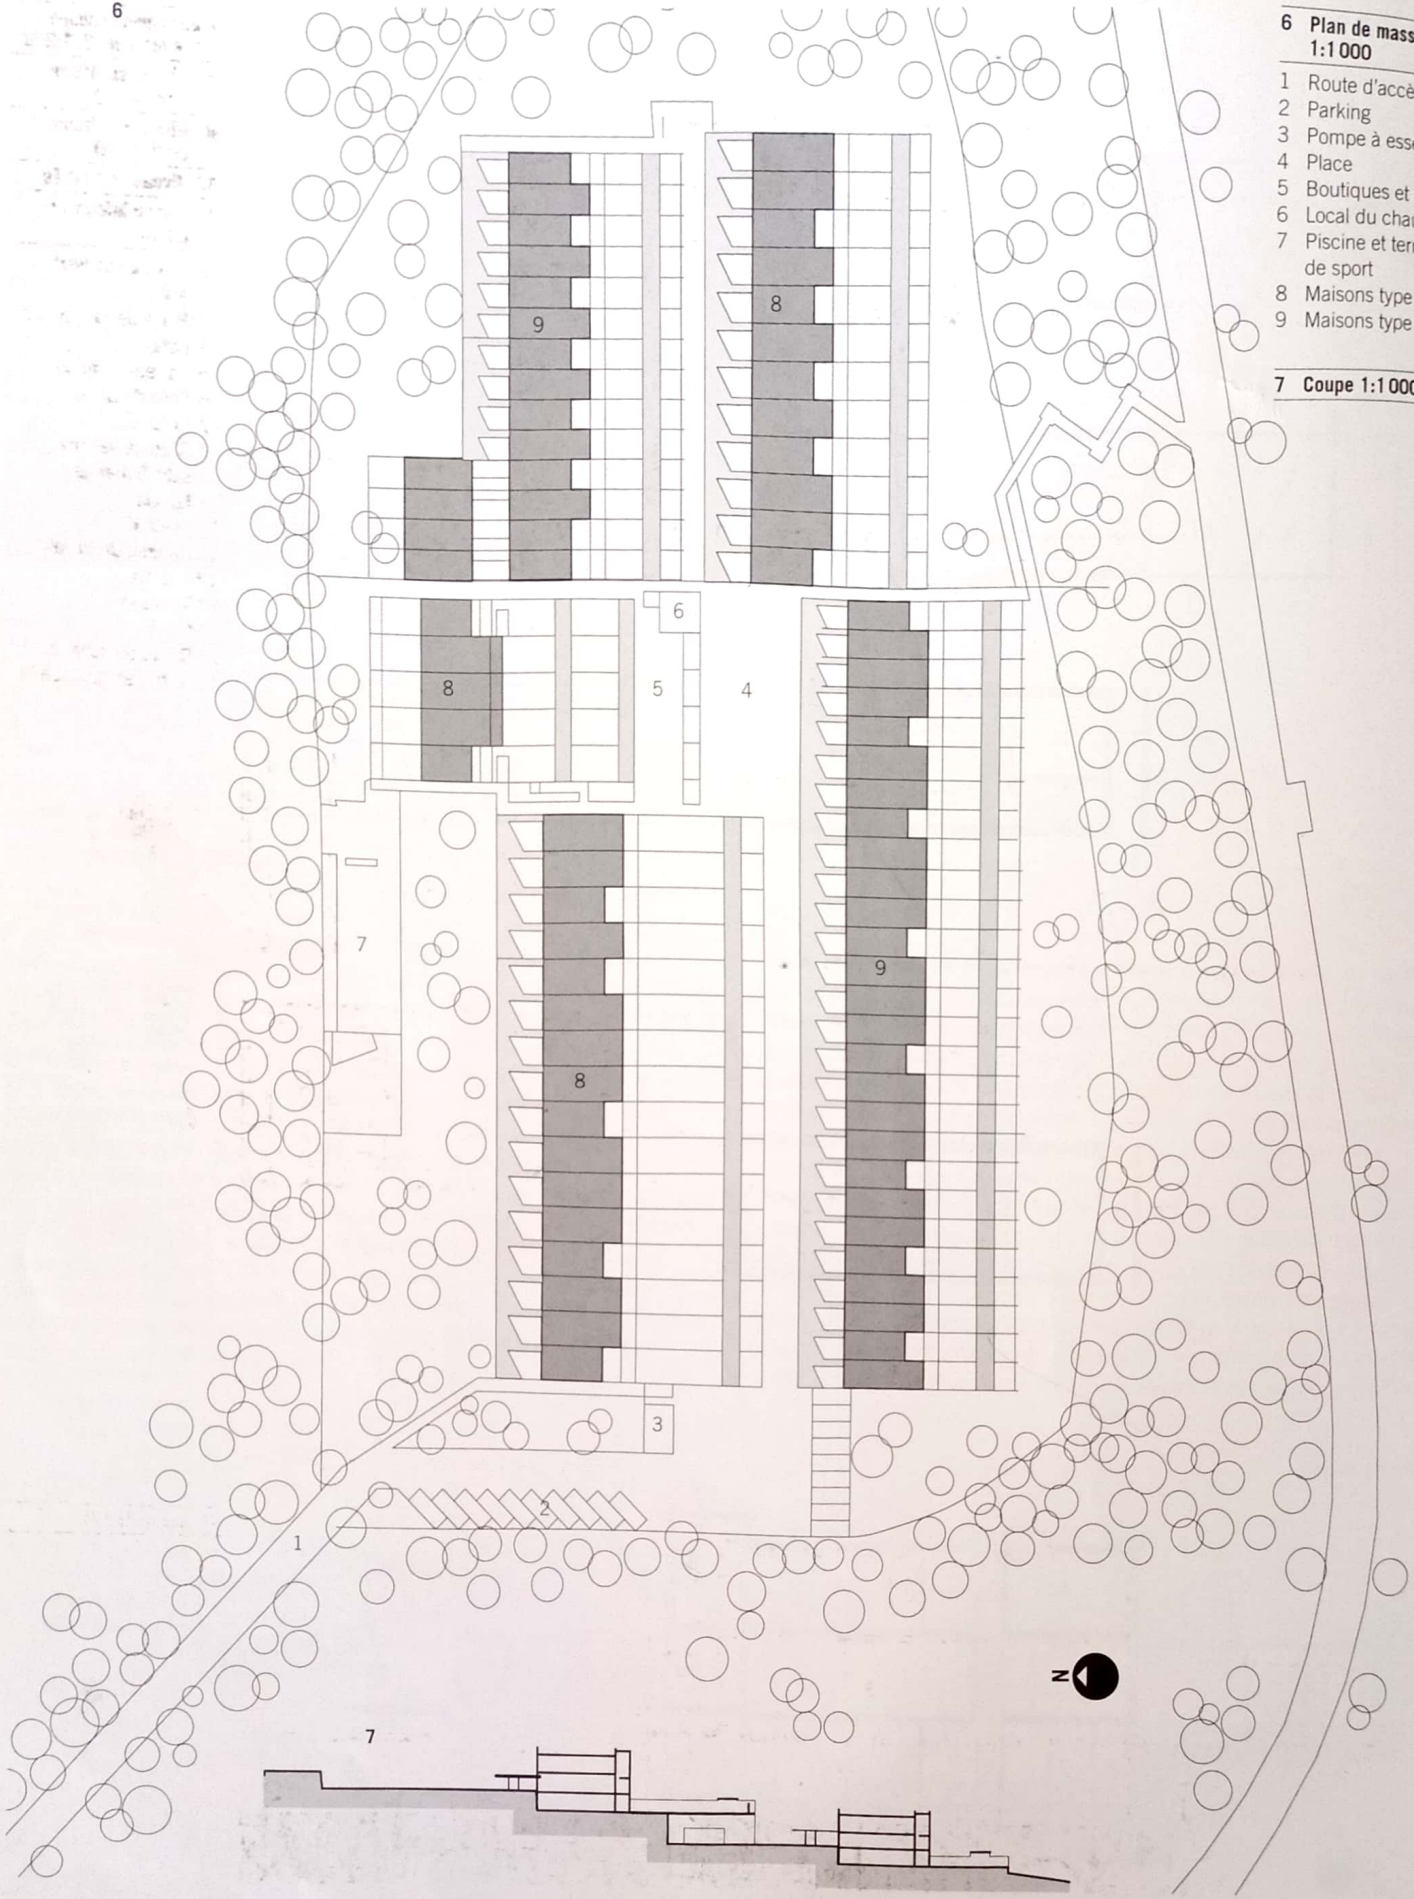 6
6 Plan de mass
1:1000
1 Route d'accè
2 Parking
3 Pompe à ess
4 Place
5 Boutiques et
6 Local du cha
7 Piscine et ter
de sport
8 Maisons type
9 Maisons type
7 Coupe 1:1000
9
8
6
8
5
4
7
9
8
3
2
1
N
7